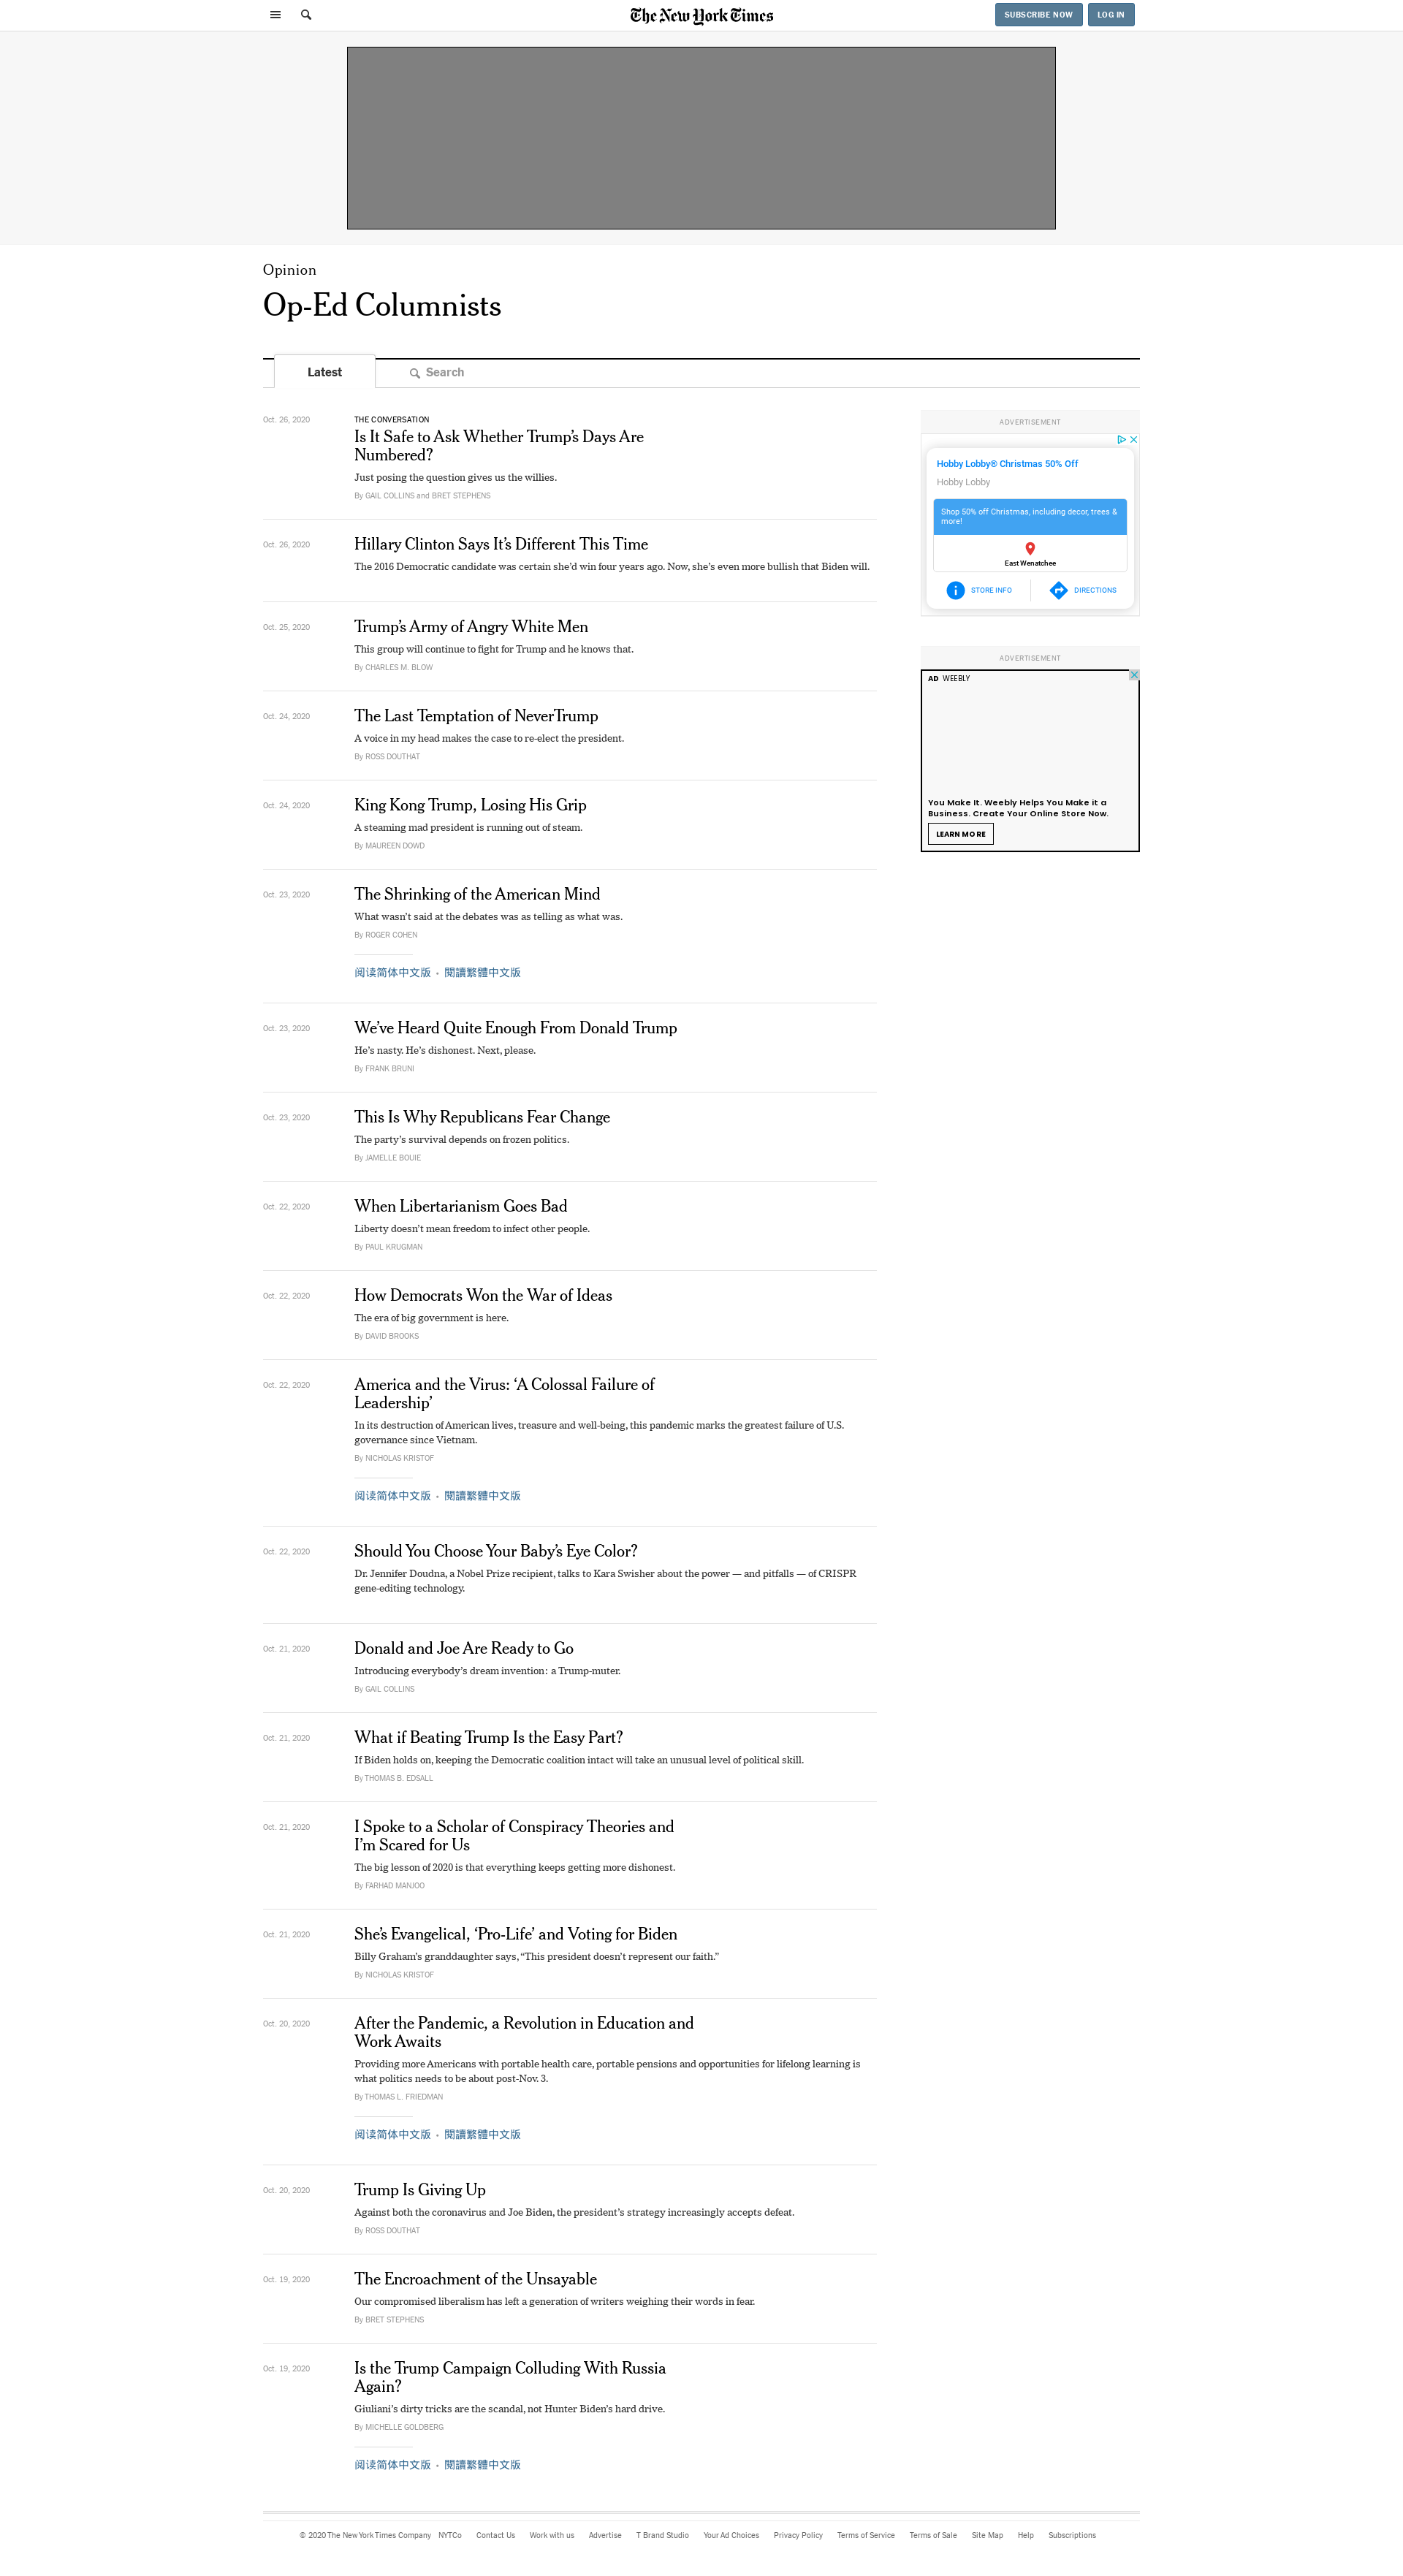 The New York Times
SUBSCRIBE NOW
LOG IN
Opinion
Op-Ed Columnists
Latest
Search
Oct. 26, 2020
THE CONVERSATION
Is It Safe to Ask Whether Trump’s Days Are
Numbered?
Just posing the question gives us the willies.
By GAIL COLLINS and BRET STEPHENS
Oct. 26, 2020
Hillary Clinton Says It’s Different This Time
The 2016 Democratic candidate was certain she’d win four years ago. Now, she’s even more bullish that Biden will.
Oct. 25, 2020
Trump’s Army of Angry White Men
This group will continue to fight for Trump and he knows that.
By CHARLES M. BLOW
Oct. 24, 2020
The Last Temptation of NeverTrump
A voice in my head makes the case to re-elect the president.
By ROSS DOUTHAT
Oct. 24, 2020
King Kong Trump, Losing His Grip
A steaming mad president is running out of steam.
By MAUREEN DOWD
Oct. 23, 2020
The Shrinking of the American Mind
What wasn’t said at the debates was as telling as what was.
By ROGER COHEN
阅读简体中文版 • 閱讀繁體中文版
Oct. 23, 2020
We’ve Heard Quite Enough From Donald Trump
He’s nasty. He’s dishonest. Next, please.
By FRANK BRUNI
Oct. 23, 2020
This Is Why Republicans Fear Change
The party’s survival depends on frozen politics.
By JAMELLE BOUIE
Oct. 22, 2020
When Libertarianism Goes Bad
Liberty doesn’t mean freedom to infect other people.
By PAUL KRUGMAN
Oct. 22, 2020
How Democrats Won the War of Ideas
The era of big government is here.
By DAVID BROOKS
Oct. 22, 2020
America and the Virus: ‘A Colossal Failure of
Leadership’
In its destruction of American lives, treasure and well-being, this pandemic marks the greatest failure of U.S.
governance since Vietnam.
By NICHOLAS KRISTOF
阅读简体中文版 • 閱讀繁體中文版
Oct. 22, 2020
Should You Choose Your Baby’s Eye Color?
Dr. Jennifer Doudna, a Nobel Prize recipient, talks to Kara Swisher about the power — and pitfalls — of CRISPR
gene-editing technology.
Oct. 21, 2020
Donald and Joe Are Ready to Go
Introducing everybody’s dream invention: a Trump-muter.
By GAIL COLLINS
Oct. 21, 2020
What if Beating Trump Is the Easy Part?
If Biden holds on, keeping the Democratic coalition intact will take an unusual level of political skill.
By THOMAS B. EDSALL
Oct. 21, 2020
I Spoke to a Scholar of Conspiracy Theories and
I’m Scared for Us
The big lesson of 2020 is that everything keeps getting more dishonest.
By FARHAD MANJOO
Oct. 21, 2020
She’s Evangelical, ‘Pro-Life’ and Voting for Biden
Billy Graham’s granddaughter says, “This president doesn’t represent our faith.”
By NICHOLAS KRISTOF
Oct. 20, 2020
After the Pandemic, a Revolution in Education and
Work Awaits
Providing more Americans with portable health care, portable pensions and opportunities for lifelong learning is
what politics needs to be about post-Nov. 3.
By THOMAS L. FRIEDMAN
阅读简体中文版 • 閱讀繁體中文版
Oct. 20, 2020
Trump Is Giving Up
Against both the coronavirus and Joe Biden, the president’s strategy increasingly accepts defeat.
By ROSS DOUTHAT
Oct. 19, 2020
The Encroachment of the Unsayable
Our compromised liberalism has left a generation of writers weighing their words in fear.
By BRET STEPHENS
Oct. 19, 2020
Is the Trump Campaign Colluding With Russia
Again?
Giuliani’s dirty tricks are the scandal, not Hunter Biden’s hard drive.
By MICHELLE GOLDBERG
阅读简体中文版 • 閱讀繁體中文版
ADVERTISEMENT
Hobby Lobby® Christmas 50% Off
Hobby Lobby
Shop 50% off Christmas, including decor, trees &
more!
East Wenatchee
STORE INFO
DIRECTIONS
ADVERTISEMENT
AD WEEBLY
You Make It. Weebly Helps You Make it a
Business. Create Your Online Store Now.
LEARN MORE
© 2020 The New York Times Company NYTCo Contact Us Work with us Advertise T Brand Studio Your Ad Choices Privacy Policy Terms of Service Terms of Sale Site Map Help Subscriptions